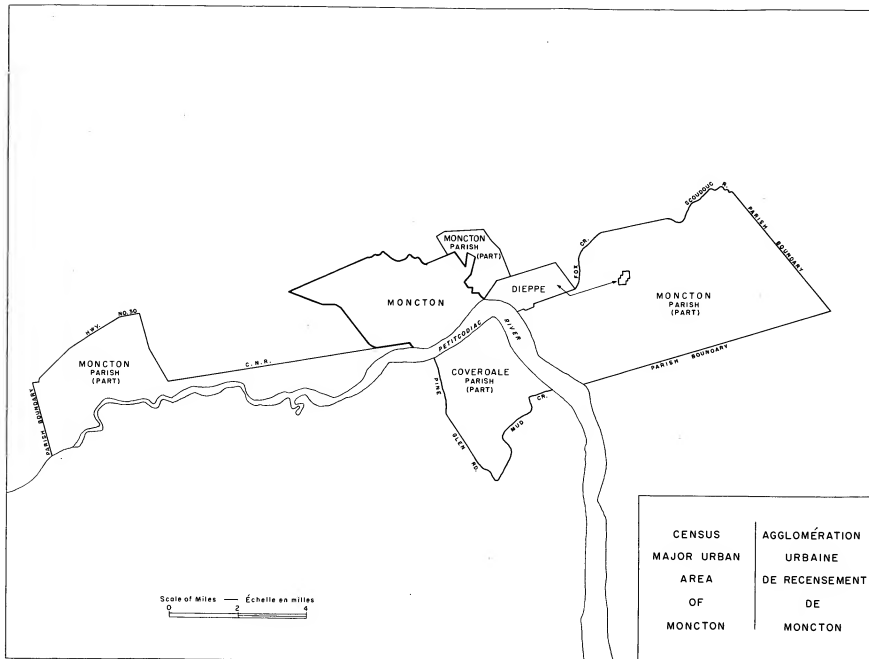 SCOUDOUC R.
PARISH BOUNDARY
MONCTON
PARISH
(PART)
FOX CR.
DIEPPE
MONCTON
MONCTON
PARISH
(PART)
HWY. NO. 30
PETITCODIAC RIVER
MONCTON
PARISH
(PART)
C.N.R.
PARISH BOUNDARY
COVERDALE
PARISH
(PART)
PARISH BOUNDARY
PINE GLEN RD.
MUD CR.
Scale of Miles — Échelle en milles
0 2 4
CENSUS
MAJOR URBAN
AREA
OF
MONCTON
AGGLOMÉRATION
URBAINE
DE RECENSEMENT
DE
MONCTON